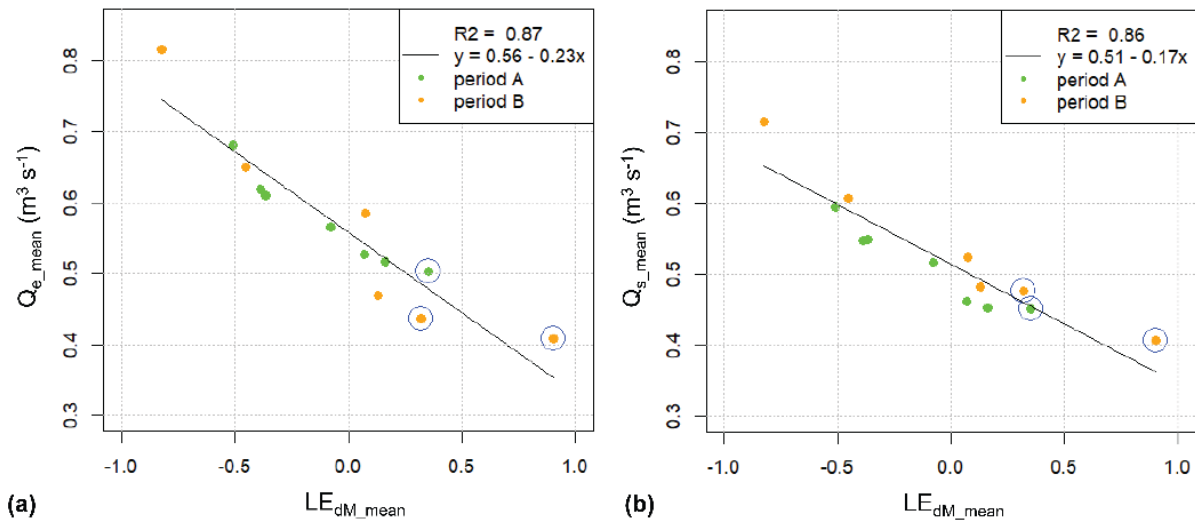 R2 = 0.87
y = 0.56 - 0.23x
period A
period B
0.8
0.7
0.6
0.5
0.4
0.3
Qe_mean (m3 s-1)
-1.0 -0.5 0.0 0.5 1.0
(a) LEdM_mean
R2 = 0.86
y = 0.51 - 0.17x
period A
period B
0.8
0.7
0.6
0.5
0.4
0.3
Qs_mean (m3 s-1)
-1.0 -0.5 0.0 0.5 1.0
(b) LEdM_mean